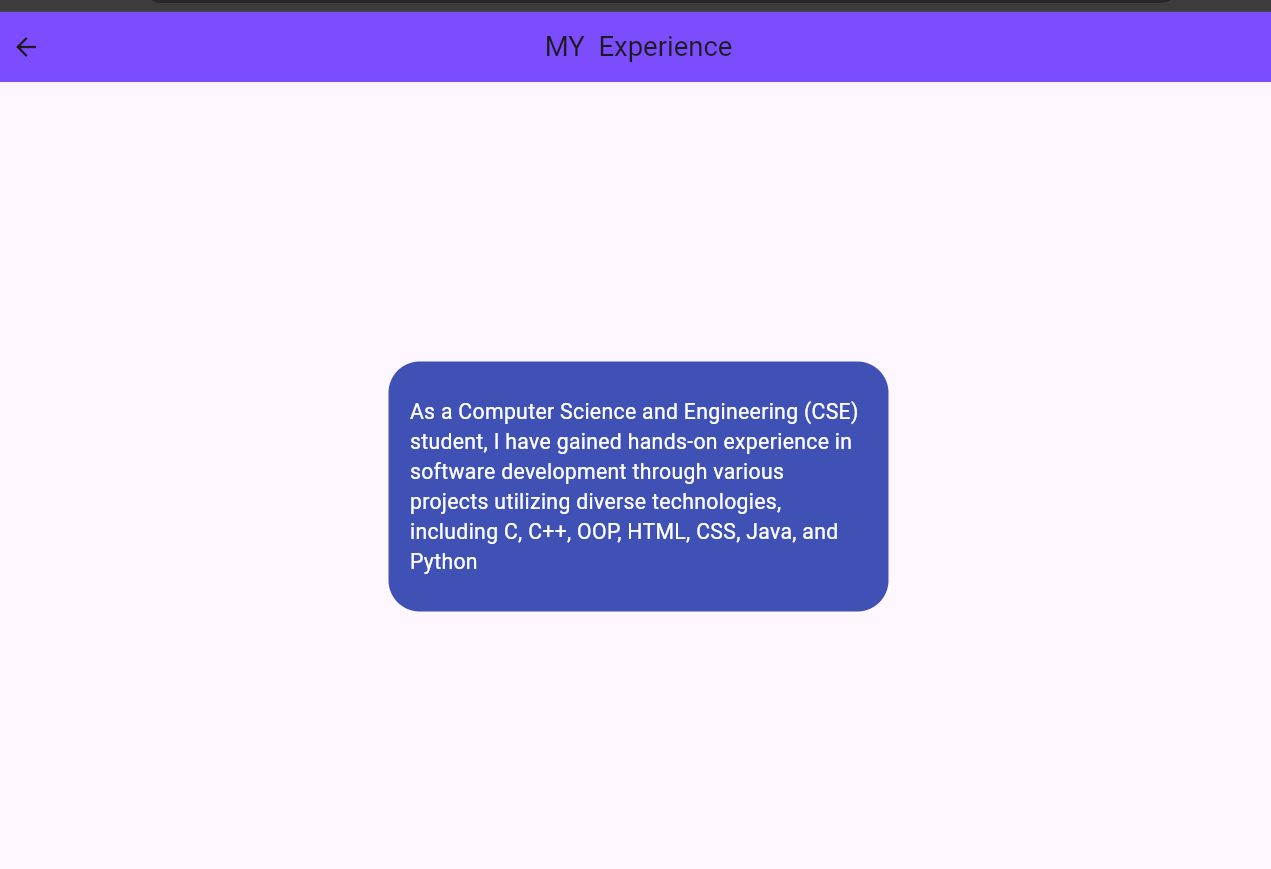 MY  Experience
As a Computer Science and Engineering (CSE)
student, I have gained hands-on experience in
software development through various
projects utilizing diverse technologies,
including C, C++, OOP, HTML, CSS, Java, and
Python